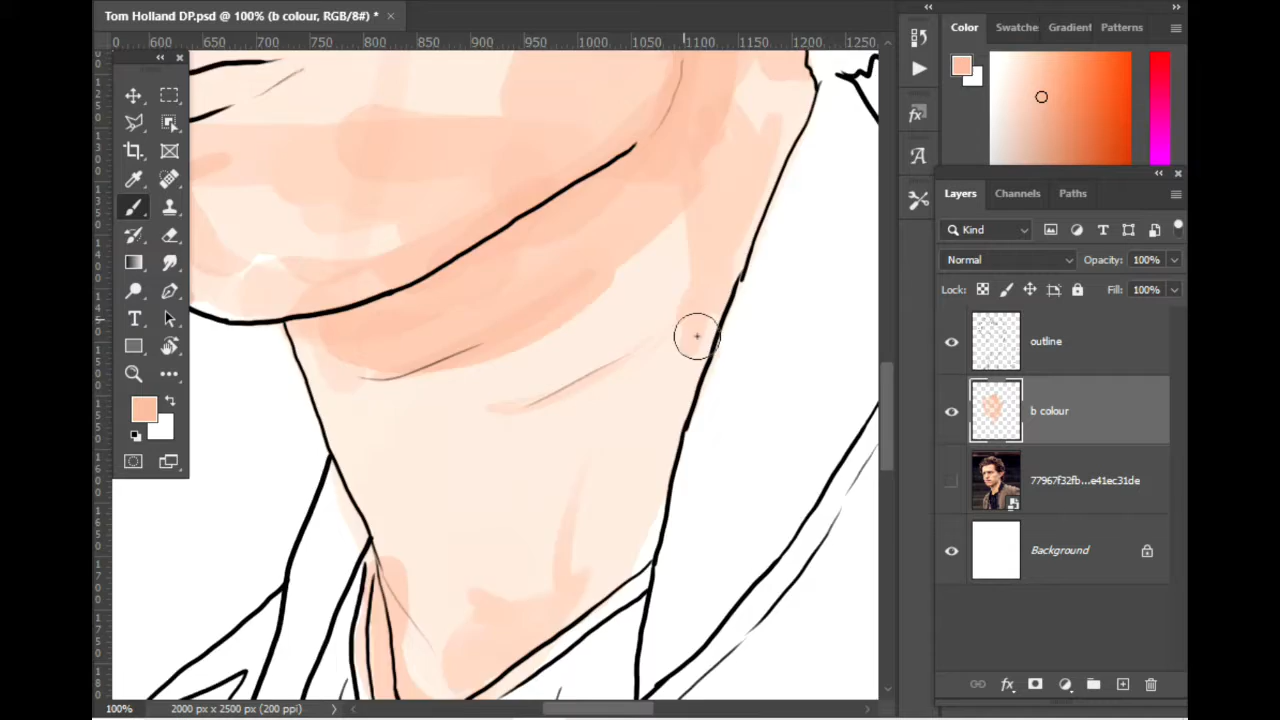 Tom Holland DP.psd @ 100% (b colour, RGB/8#) * ×
Color Swatche Gradient Patterns
0 600 650 700 750 800 850 900 950 1000 1050 1100 1150 1200 1250
Layers Channels Paths
Kind
Normal Opacity: 100%
Lock: Fill: 100%
outline
b colour
77967f32fb...e41ec31de
Background
100% 2000 px x 2500 px (200 ppi)